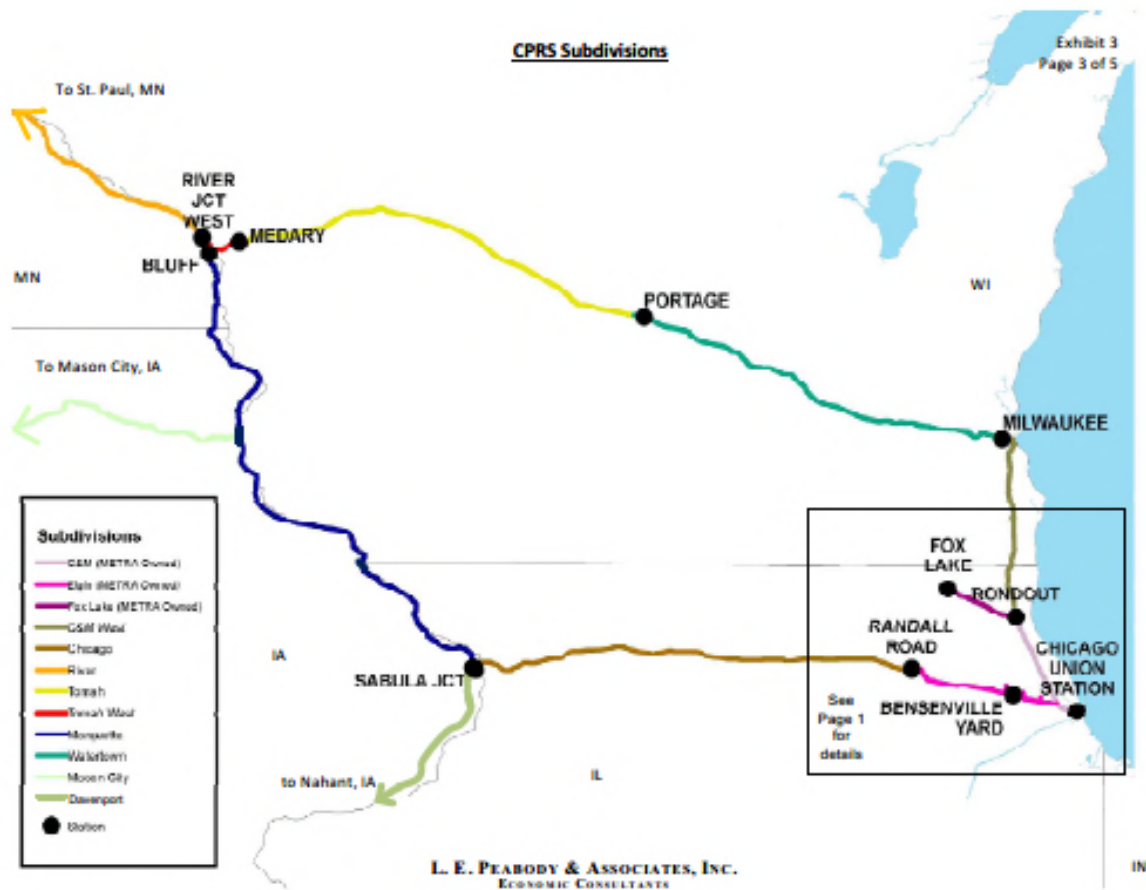 CPRS Subdivisions
Exhibit 3
Page 3 of 5
To St. Paul, MN
RIVER
JCT
WEST
MEDARY
BLUFF
MN
WI
PORTAGE
To Mason City, IA
MILWAUKEE
Subdivisions
C&M (METRA Owned)
Elgin (METRA Owned)
Fox Lake (METRA Owned)
C&M West
Chicago
River
Tomah
Tomah West
Marquette
Watertown
Mason City
Davenport
Station
FOX
LAKE
RONDOUT
RANDALL
ROAD
CHICAGO
UNION
STATION
IA
SABULA JCT
BENSENVILLE
YARD
See
Page 1
for
details
to Nahant, IA
IL
L. E. PEABODY & ASSOCIATES, INC.
ECONOMIC CONSULTANTS
IN